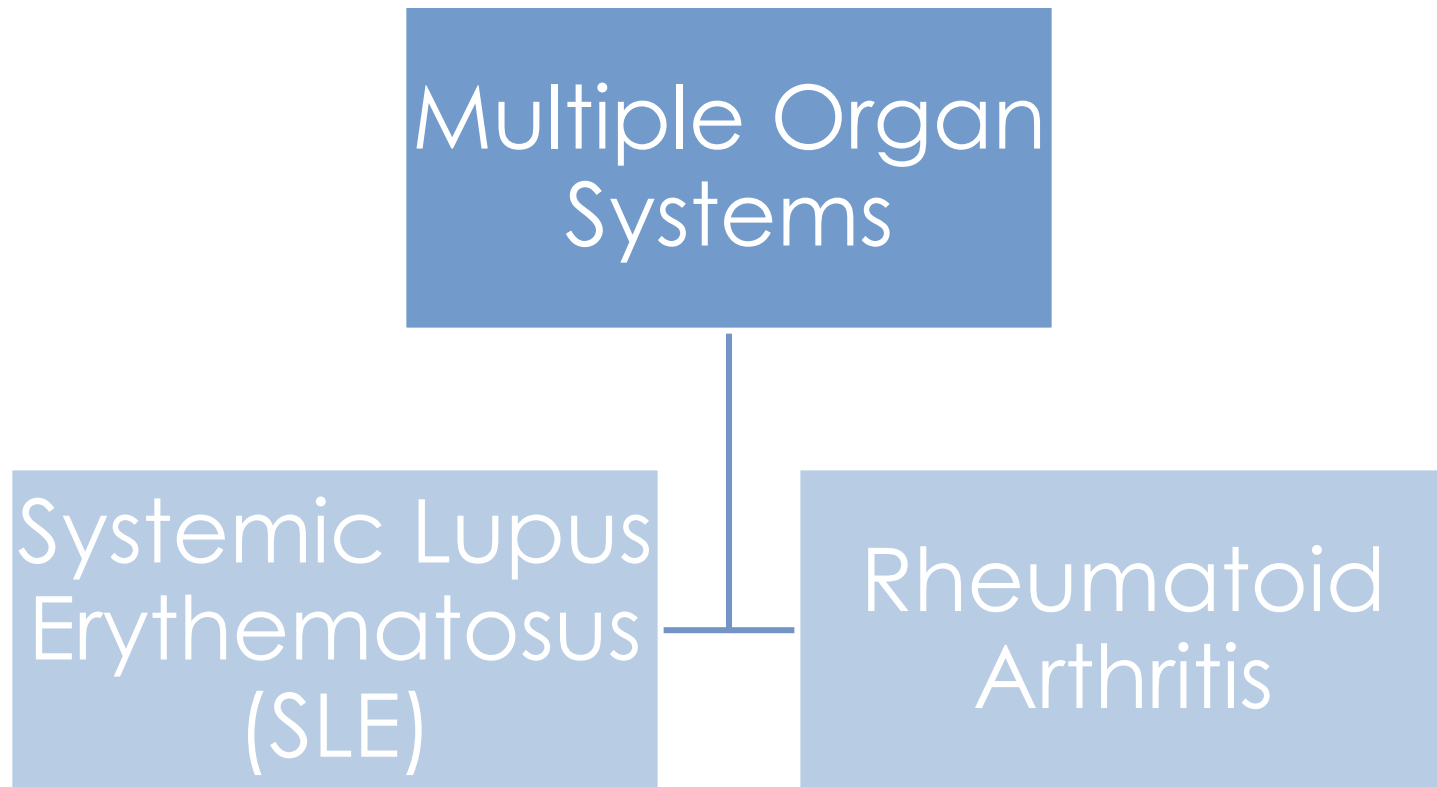 Multiple Organ
Systems
Systemic Lupus
Erythematosus
(SLE)
Rheumatoid
Arthritis